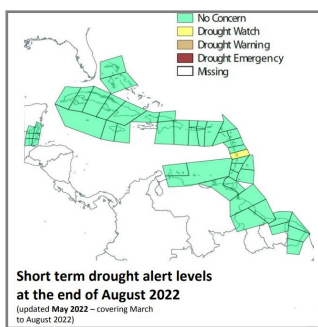 No Concern
Drought Watch
Drought Warning
Drought Emergency
Missing
Short term drought alert levels
at the end of August 2022
(updated May 2022 – covering March
to August 2022)